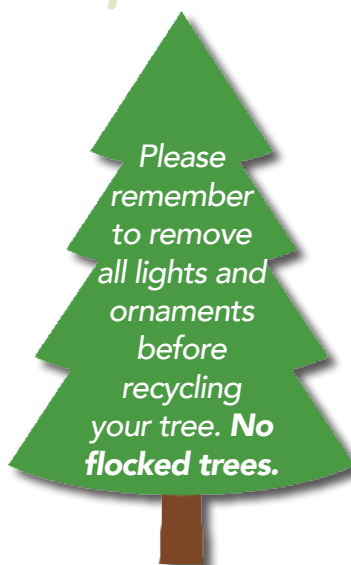 Please
remember
to remove
all lights and
ornaments
before
recycling
your tree. No
flocked trees.